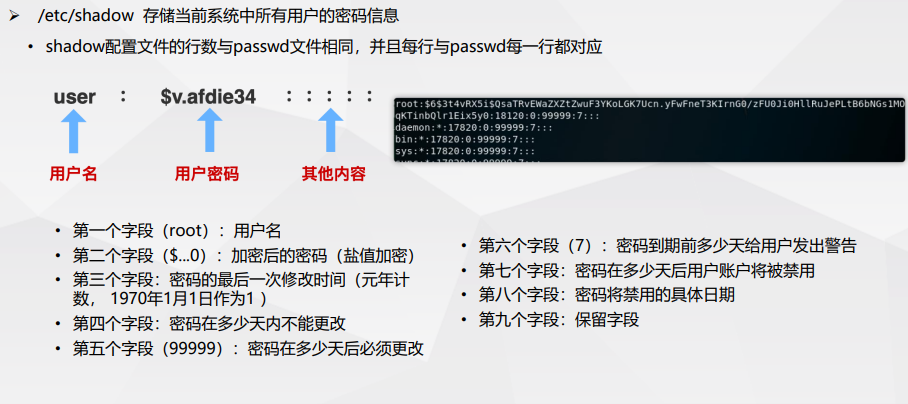 ➢ /etc/shadow 存储当前系统中所有用户的密码信息
• shadow配置文件的行数与passwd文件相同，并且每行与passwd每一行都对应
user : $v.afdie34 : : : : :
用户名 用户密码 其他内容
root:$6$3t4vRX5i$QsaTRvEWaZXZtZwuF3YKoLGK7Ucn.yFwFneT3KIrnG0/zFU0Ji0HllRuJePLtB6bNGs1MO
qKTinbQlr1Eix5y0:18120:0:99999:7:::
daemon:*:17820:0:99999:7:::
bin:*:17820:0:99999:7:::
sys:*:17820:0:99999:7:::
• 第一个字段（root）：用户名
• 第二个字段（$...0）：加密后的密码（盐值加密）
• 第三个字段：密码的最后一次修改时间（元年计
数， 1970年1月1日作为1 ）
• 第四个字段：密码在多少天内不能更改
• 第五个字段（99999）：密码在多少天后必须更改
• 第六个字段（7）：密码到期前多少天给用户发出警告
• 第七个字段：密码在多少天后用户账户将被禁用
• 第八个字段：密码将禁用的具体日期
• 第九个字段：保留字段